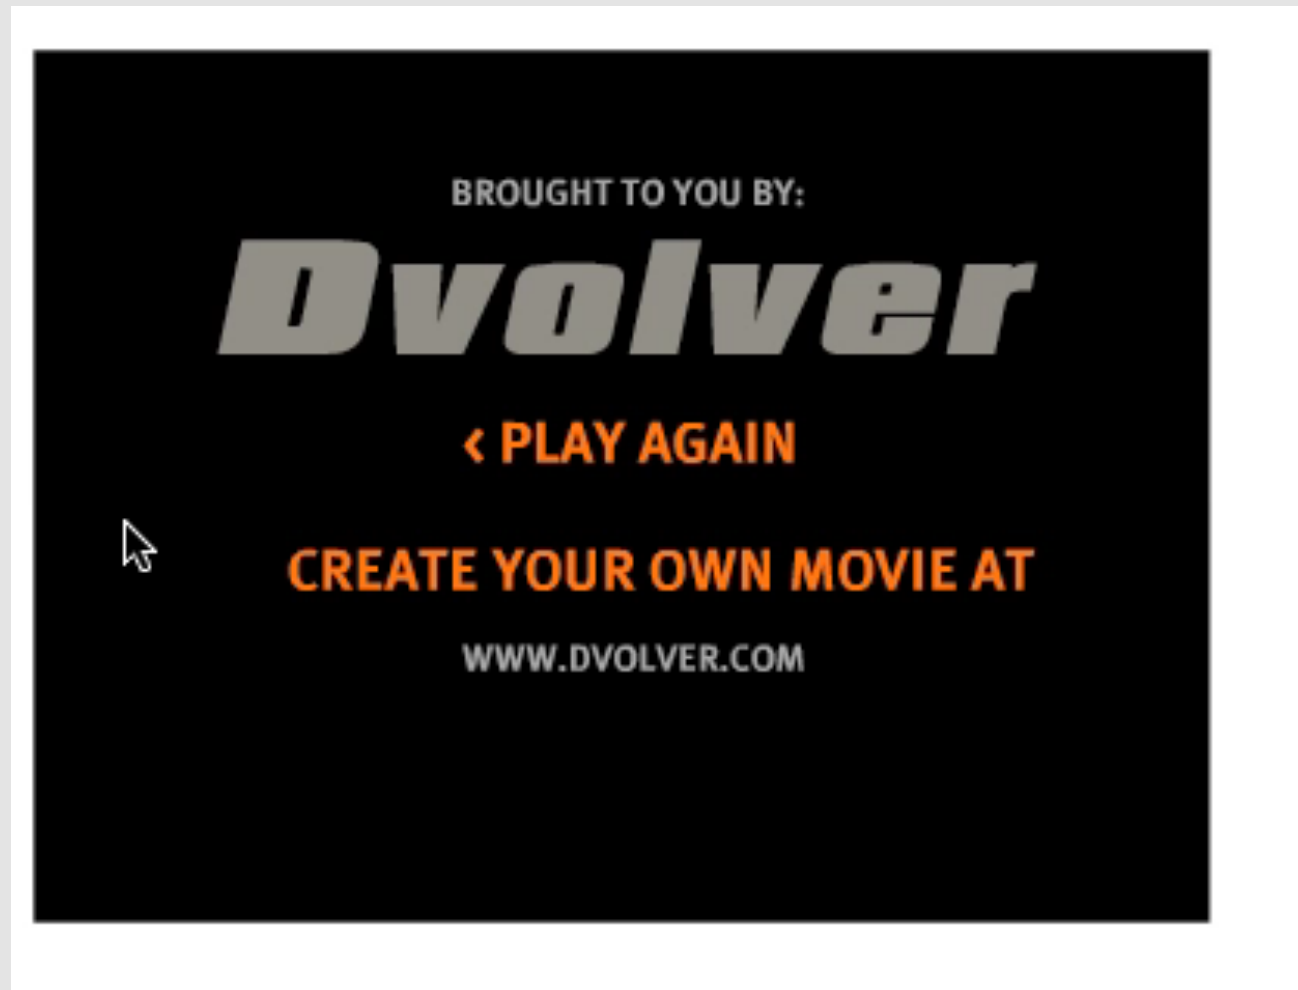 BROUGHT TO YOU BY:
Dvolver
‹ PLAY AGAIN
CREATE YOUR OWN MOVIE AT
WWW.DVOLVER.COM